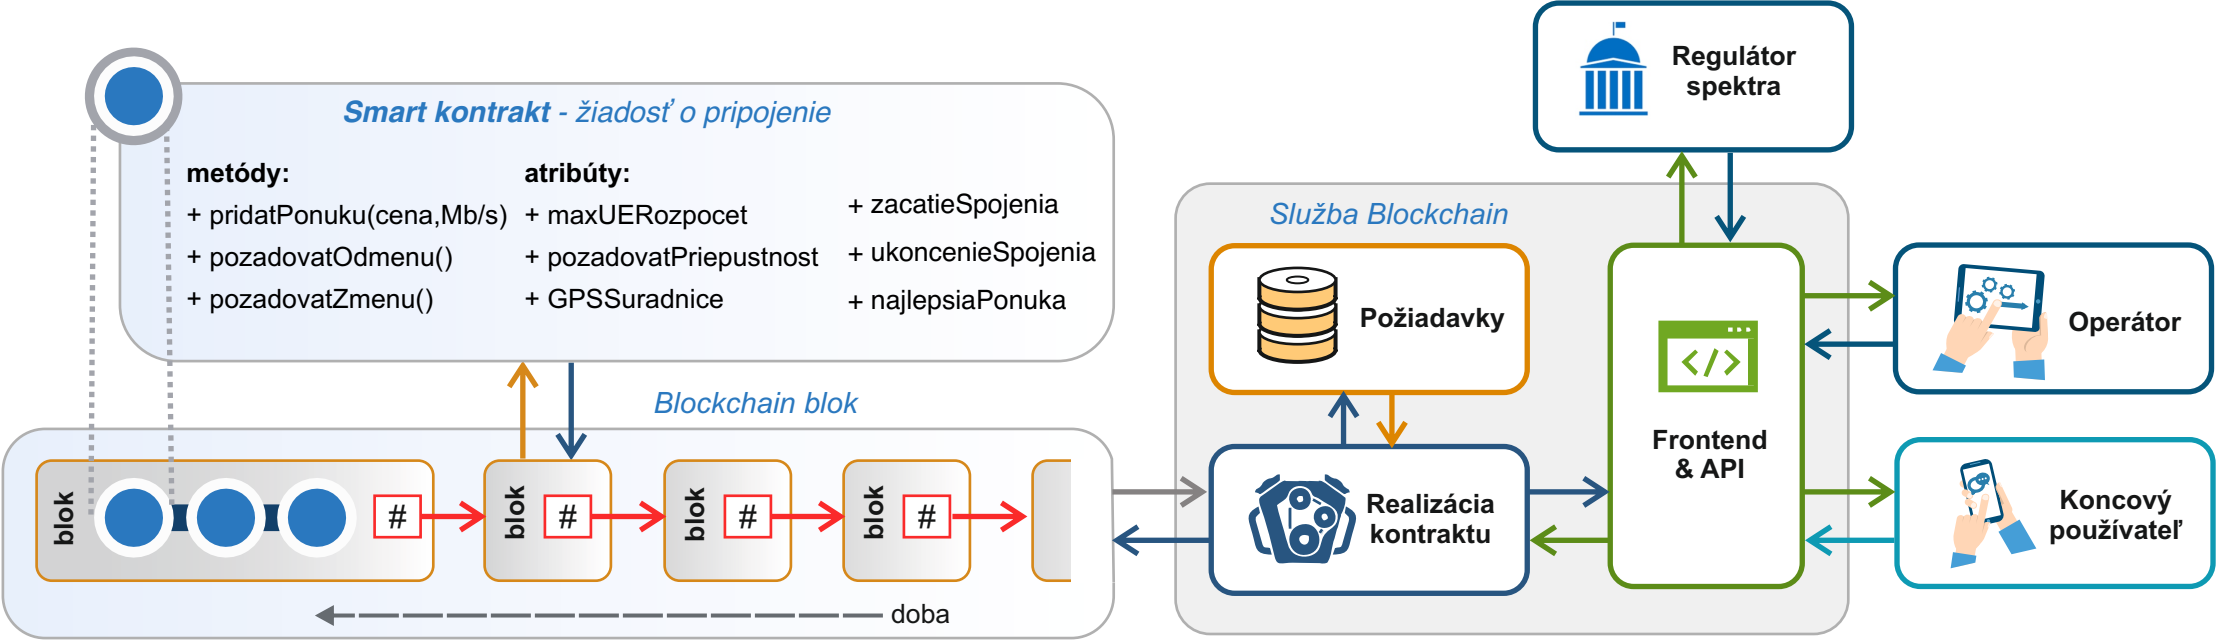 Smart kontrakt - žiadosť o pripojenie
metódy:
+ pridatPonuku(cena,Mb/s)
+ pozadovatOdmenu()
+ pozadovatZmenu()
atribúty:
+ maxUERozpocet
+ pozadovatPriepustnost
+ GPSSuradnice
+ zacatieSpojenia
+ ukoncenieSpojenia
+ najlepsiaPonuka
Blockchain blok
blok
#
blok
#
blok
#
blok
#
doba
Služba Blockchain
Požiadavky
Realizácia
kontraktu
</>
Frontend
& API
Regulátor
spektra
Operátor
Koncový
používateľ